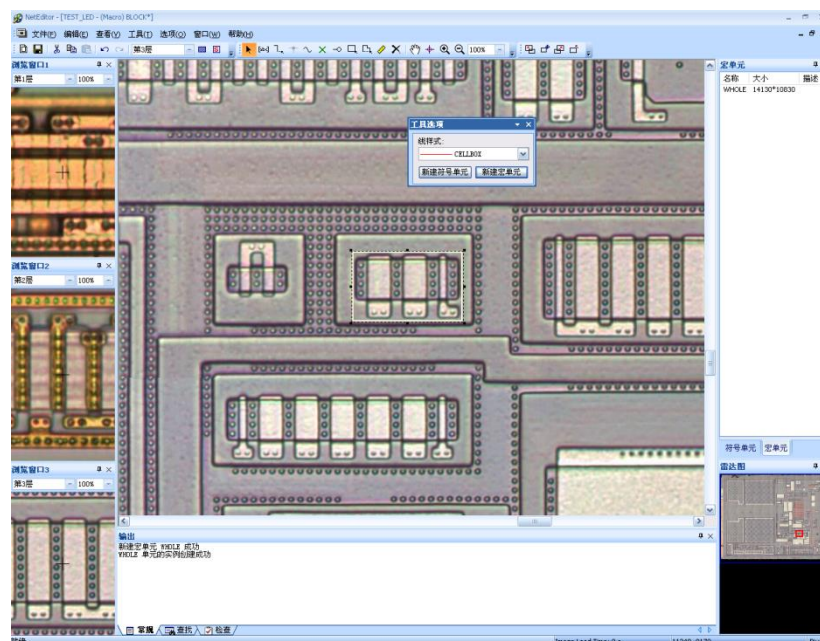 NetEditor - [TEST_LED - (Macro) BLOCK*]
文件(F) 编辑(E) 查看(V) 工具(T) 选项(O) 窗口(W) 帮助(H)
第3层 100%
浏览窗口1
第1层 100%
浏览窗口2
第2层 100%
浏览窗口3
第3层 100%
工具选项
线样式:
CELLBOX
新建符号单元 新建宏单元
宏单元
名称 大小 描述
WHOLE 14130*10830
符号单元 宏单元
雷达图
输出
新建宏单元 WHOLE 成功
WHOLE 单元的实例创建成功
常规 查找 检查